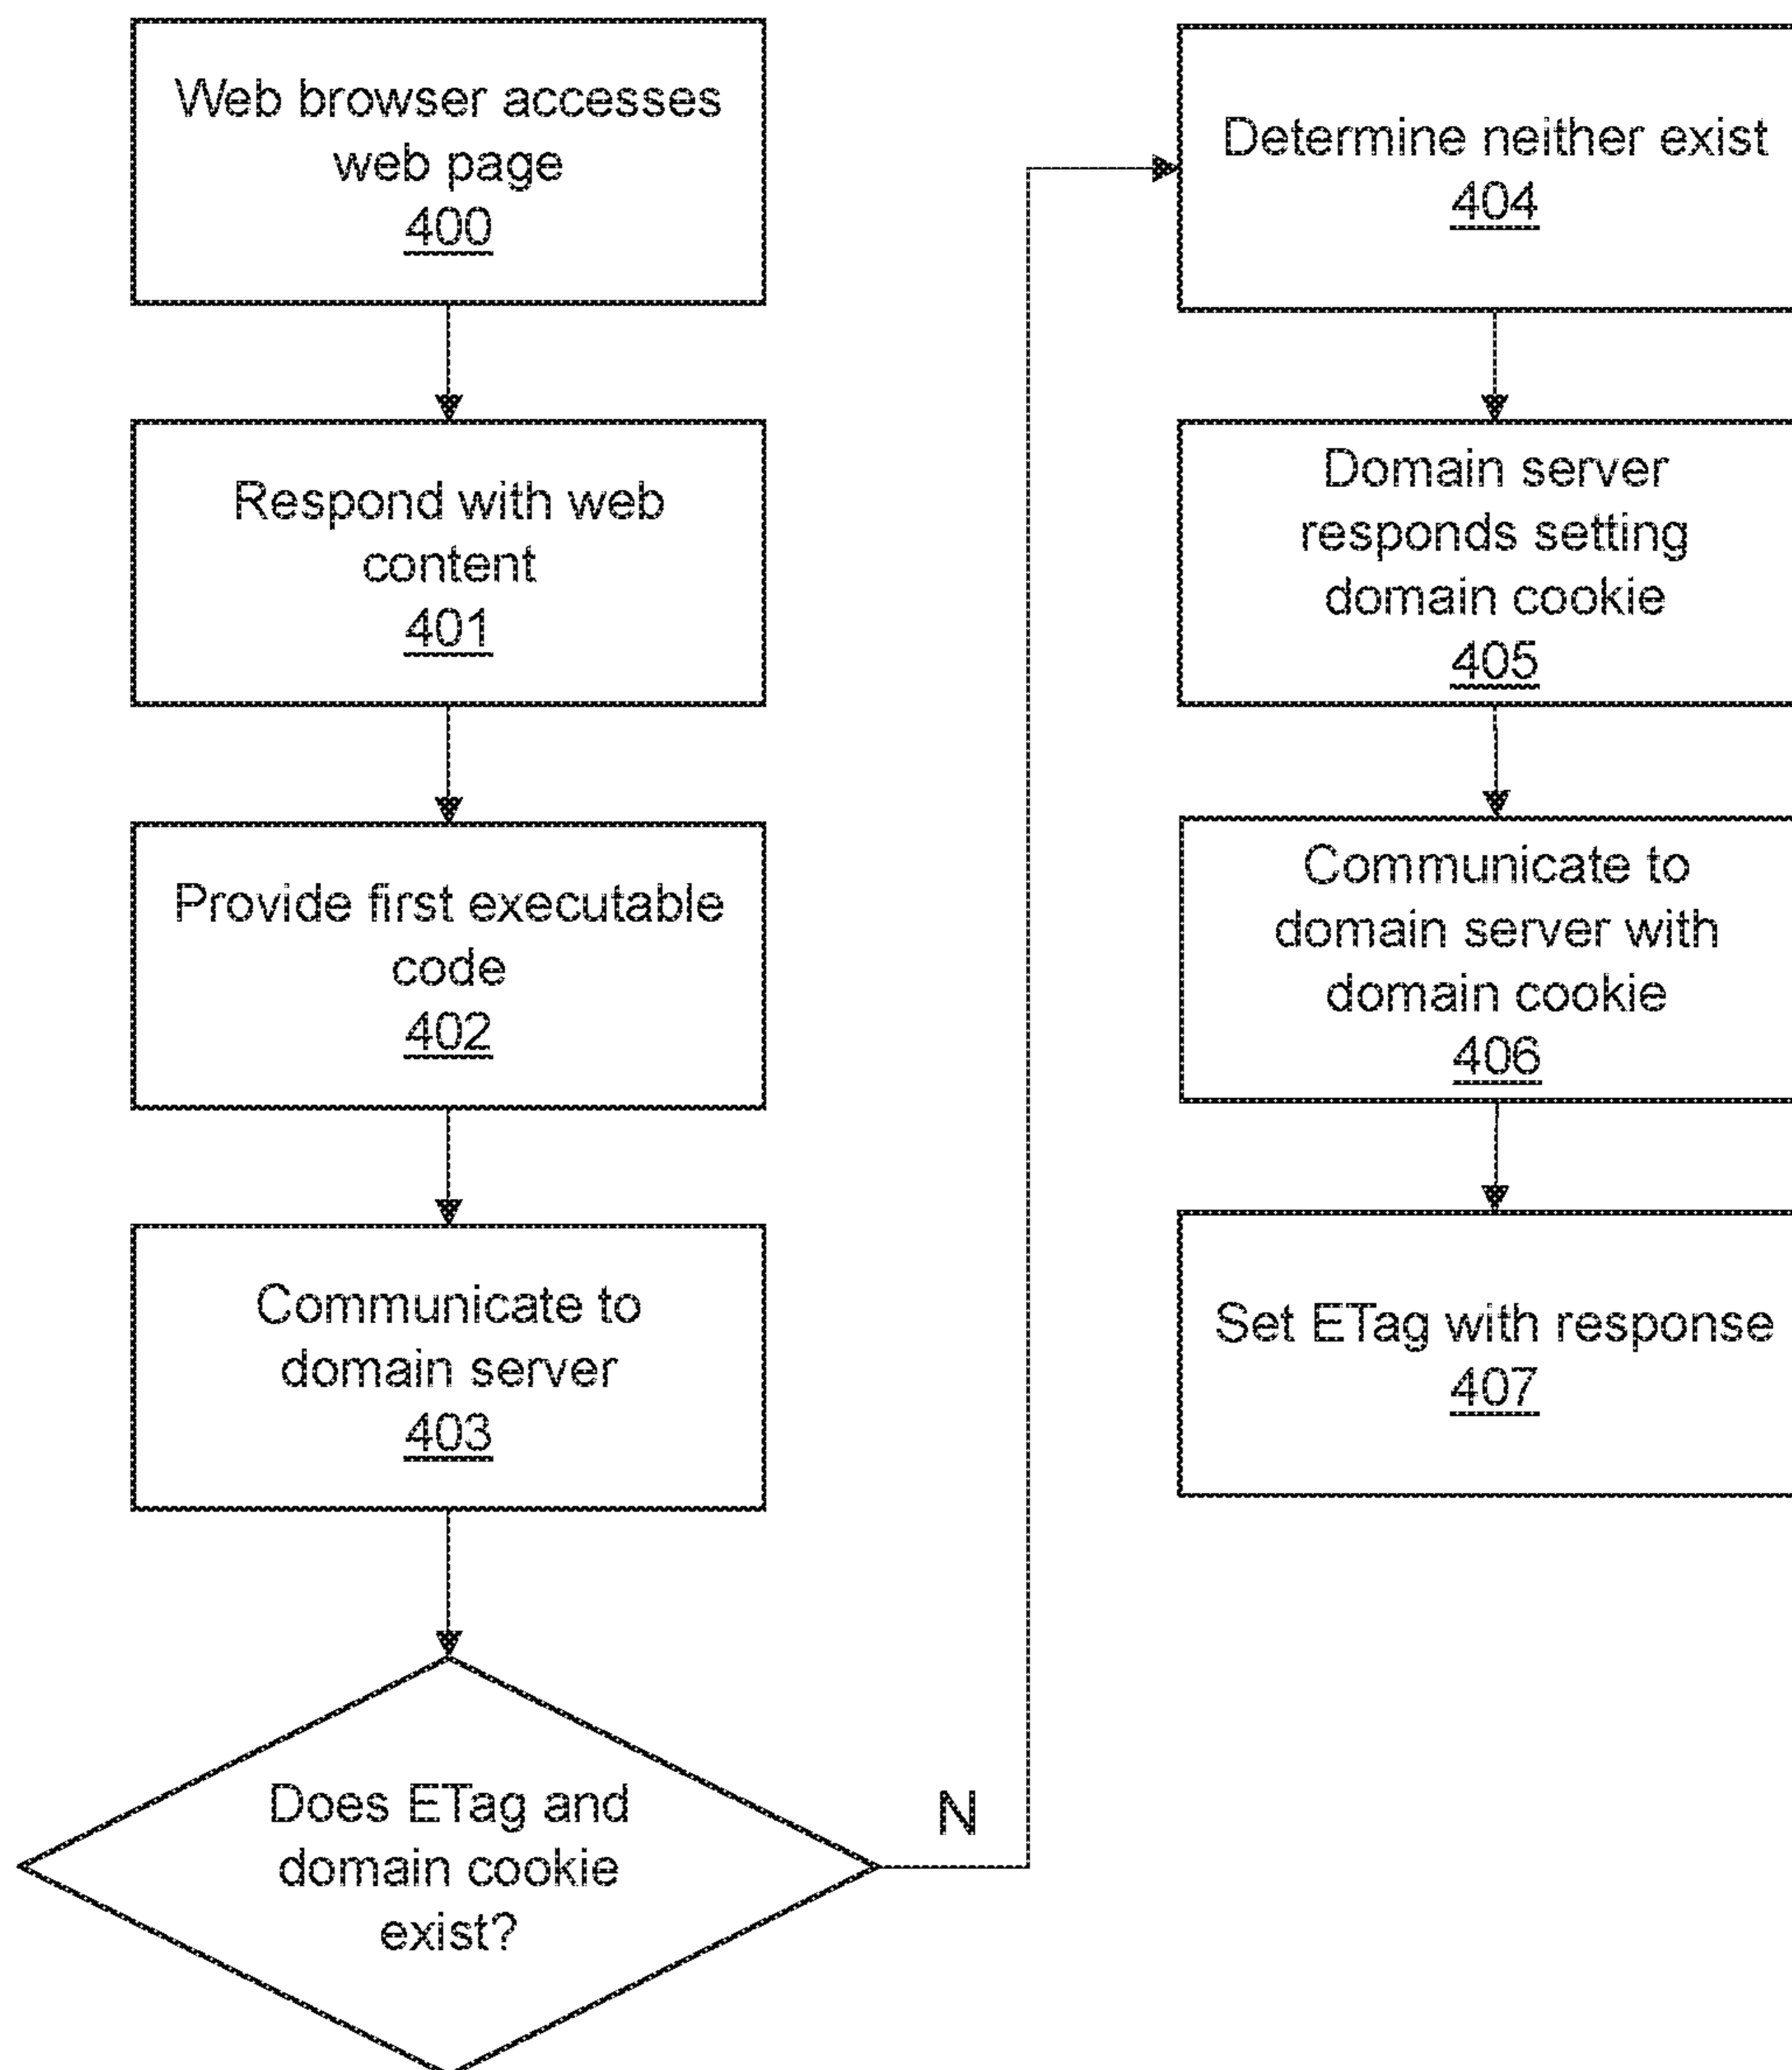 Web browser accesses
web page
400
Respond with web
content
401
Provide first executable
code
402
Communicate to
domain server
403
Does ETag and
domain cookie
exist?
N
Determine neither exist
404
Domain server
responds setting
domain cookie
405
Communicate to
domain server with
domain cookie
406
Set ETag with response
407